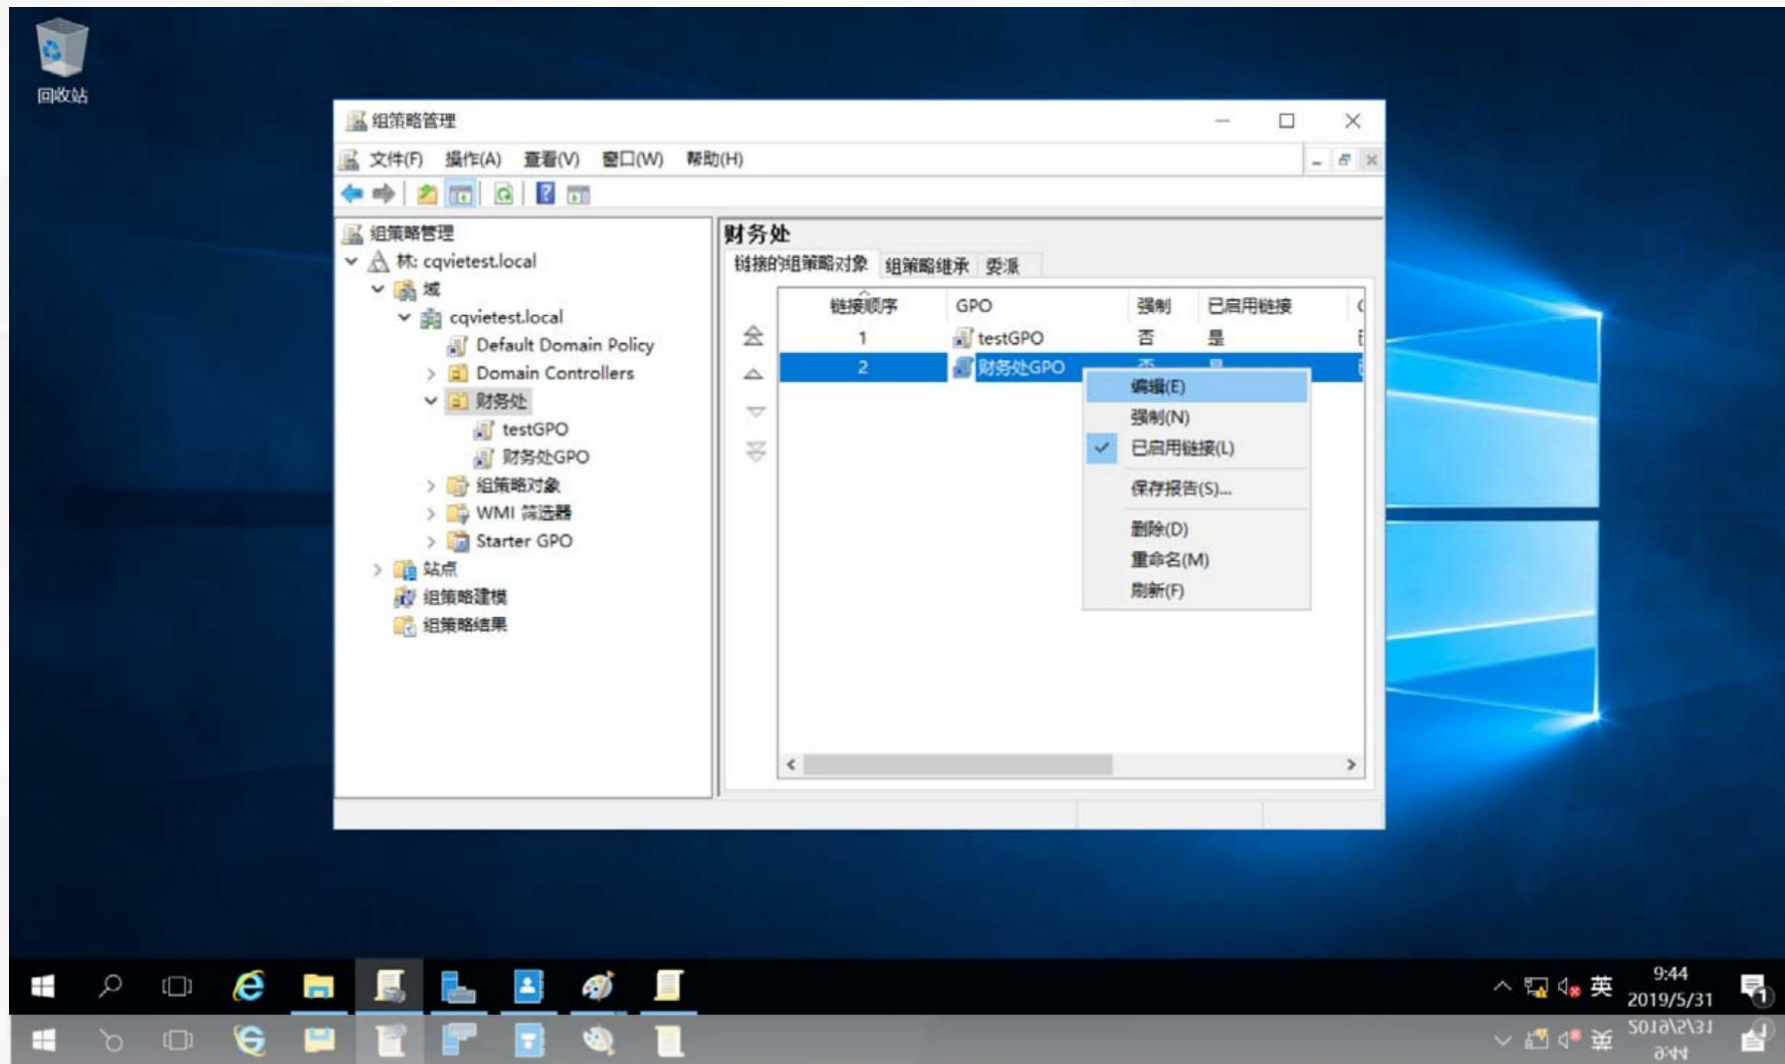 回收站
组策略管理
文件(F) 操作(A) 查看(V) 窗口(W) 帮助(H)
组策略管理
林: cqvietest.local
域
cqvietest.local
Default Domain Policy
Domain Controllers
财务处
testGPO
财务处GPO
组策略对象
WMI 筛选器
Starter GPO
站点
组策略建模
组策略结果
财务处
链接的组策略对象 组策略继承 委派
链接顺序 GPO 强制 已启用链接
1 testGPO 否 是
2 财务处GPO 否 是
编辑(E)
强制(N)
已启用链接(L)
保存报告(S)...
删除(D)
重命名(M)
刷新(F)
英
9:44
2019/5/31
1